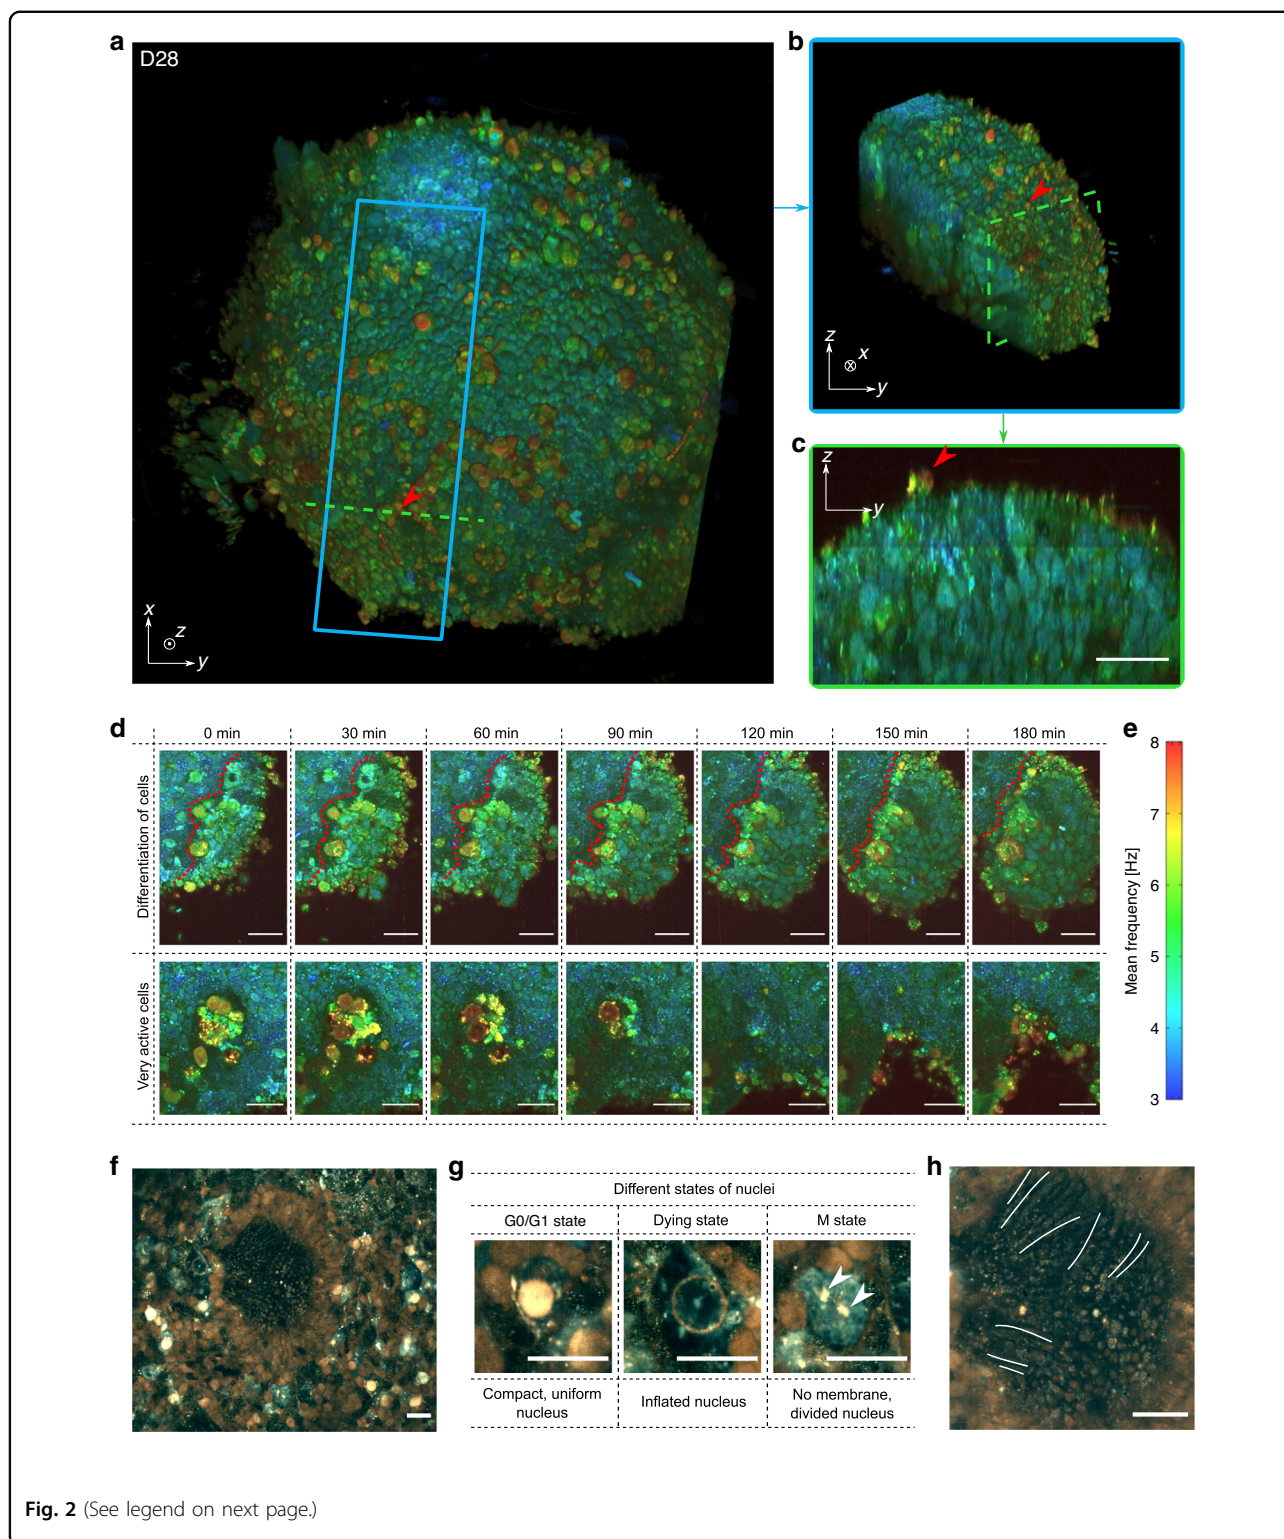 a
D28
x
z
y
b
z
x
y
c
z
y
d
0 min
30 min
60 min
90 min
120 min
150 min
180 min
Differentiation of cells
Very active cells
e
8
7
6
5
4
3
Mean frequency [Hz]
f
g
Different states of nuclei
G0/G1 state
Dying state
M state
Compact, uniform
nucleus
Inflated nucleus
No membrane,
divided nucleus
h
Fig. 2 (See legend on next page.)